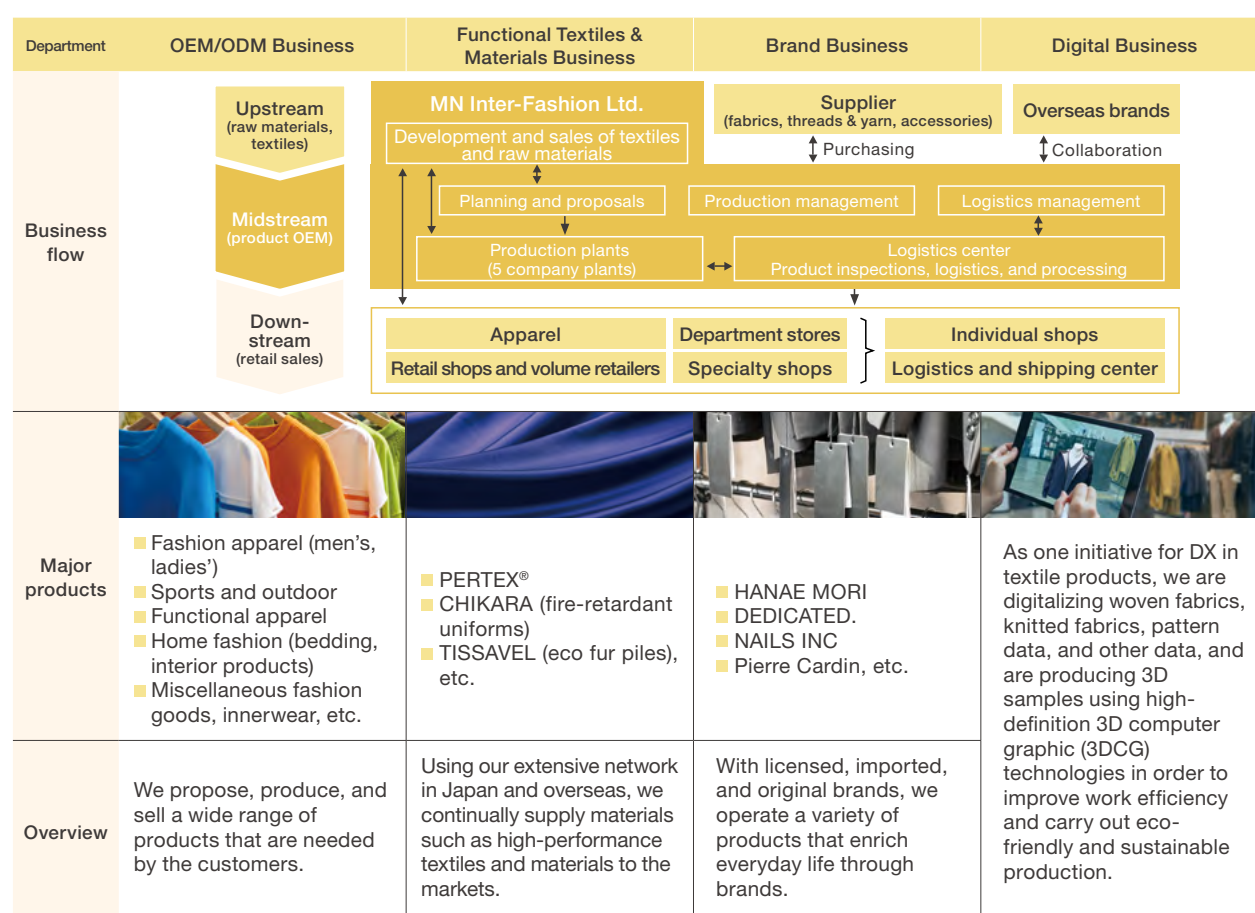 Department
OEM/ODM Business
Functional Textiles &
Materials Business
Brand Business
Digital Business
Business
flow
Upstream
(raw materials,
textiles)
Midstream
(product OEM)
Down-
stream
(retail sales)
MN Inter-Fashion Ltd.
Development and sales of textiles
and raw materials
Supplier
(fabrics, threads & yarn, accessories)
Overseas brands
Purchasing
Collaboration
Planning and proposals
Production management
Logistics management
Production plants
(5 company plants)
Logistics center
Product inspections, logistics, and processing
Apparel
Department stores
Individual shops
Retail shops and volume retailers
Specialty shops
Logistics and shipping center
Major
products
■ Fashion apparel (men's,
ladies')
■ Sports and outdoor
■ Functional apparel
■ Home fashion (bedding,
interior products)
■ Miscellaneous fashion
goods, innerwear, etc.
■ PERTEX®
■ CHIKARA (fire-retardant
uniforms)
■ TISSAVEL (eco fur piles),
etc.
■ HANAE MORI
■ DEDICATED.
■ NAILS INC
■ Pierre Cardin, etc.
As one initiative for DX in
textile products, we are
digitalizing woven fabrics,
knitted fabrics, pattern
data, and other data, and
are producing 3D
samples using high-
definition 3D computer
graphic (3DCG)
technologies in order to
improve work efficiency
and carry out eco-
friendly and sustainable
production.
Overview
We propose, produce, and
sell a wide range of
products that are needed
by the customers.
Using our extensive network
in Japan and overseas, we
continually supply materials
such as high-performance
textiles and materials to the
markets.
With licensed, imported,
and original brands, we
operate a variety of
products that enrich
everyday life through
brands.